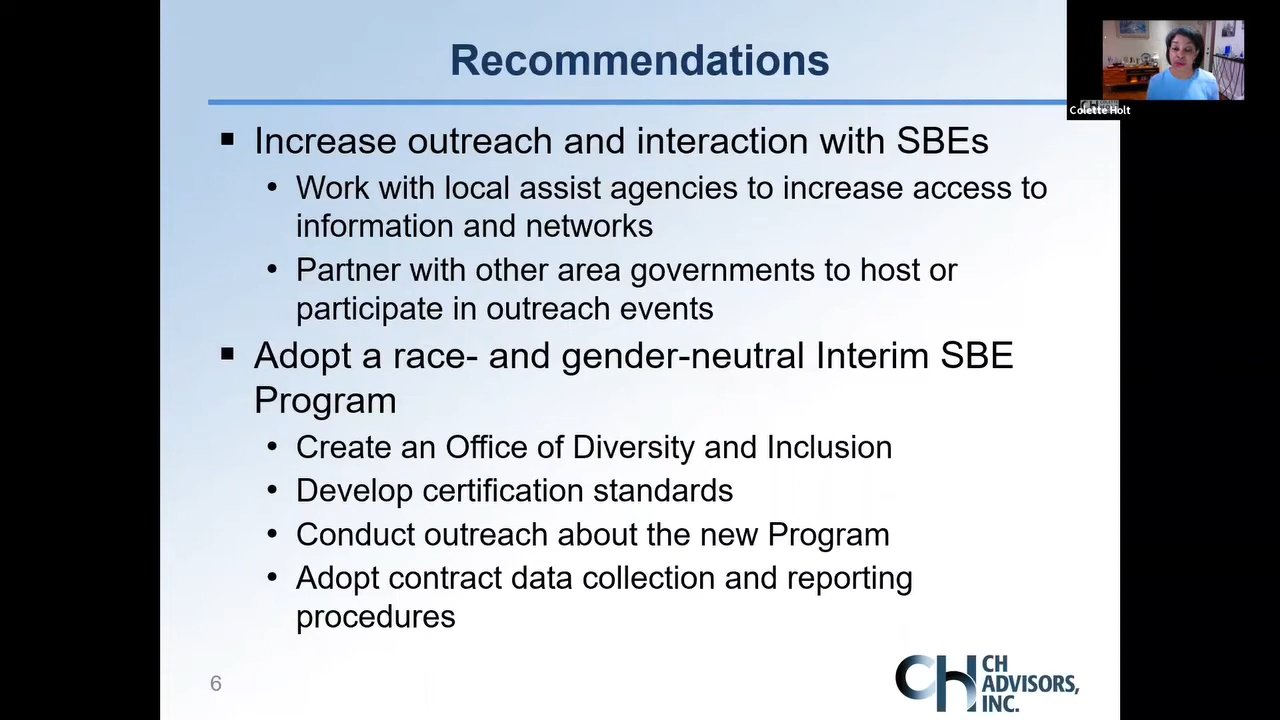 Recommendations
▪ Increase outreach and interaction with SBEs
• Work with local assist agencies to increase access to
information and networks
• Partner with other area governments to host or
participate in outreach events
▪ Adopt a race- and gender-neutral Interim SBE
Program
• Create an Office of Diversity and Inclusion
• Develop certification standards
• Conduct outreach about the new Program
• Adopt contract data collection and reporting
procedures
6
CH
CH
ADVISORS,
INC.
Colette Holt